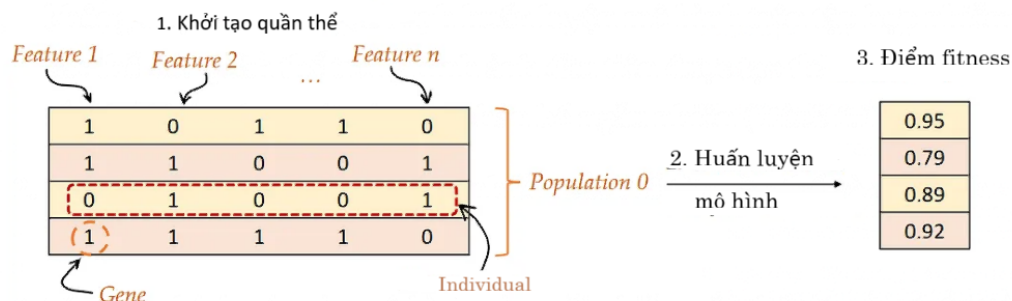 1. Khởi tạo quần thể
Feature 1
Feature 2
...
Feature n
3. Điểm fitness
1 0 1 1 0
1 1 0 0 1
0 1 0 0 1
1 1 1 1 0
Population 0
2. Huấn luyện
mô hình
0.95
0.79
0.89
0.92
Gene
Individual